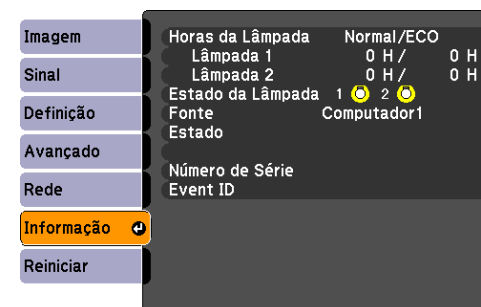 Imagem
Sinal
Definição
Avançado
Rede
Informação
Reiniciar
Horas da Lâmpada Normal/ECO
Lâmpada 1 0 H / 0 H
Lâmpada 2 0 H / 0 H
Estado da Lâmpada 1 2
Fonte Computador1
Estado
Número de Série
Event ID